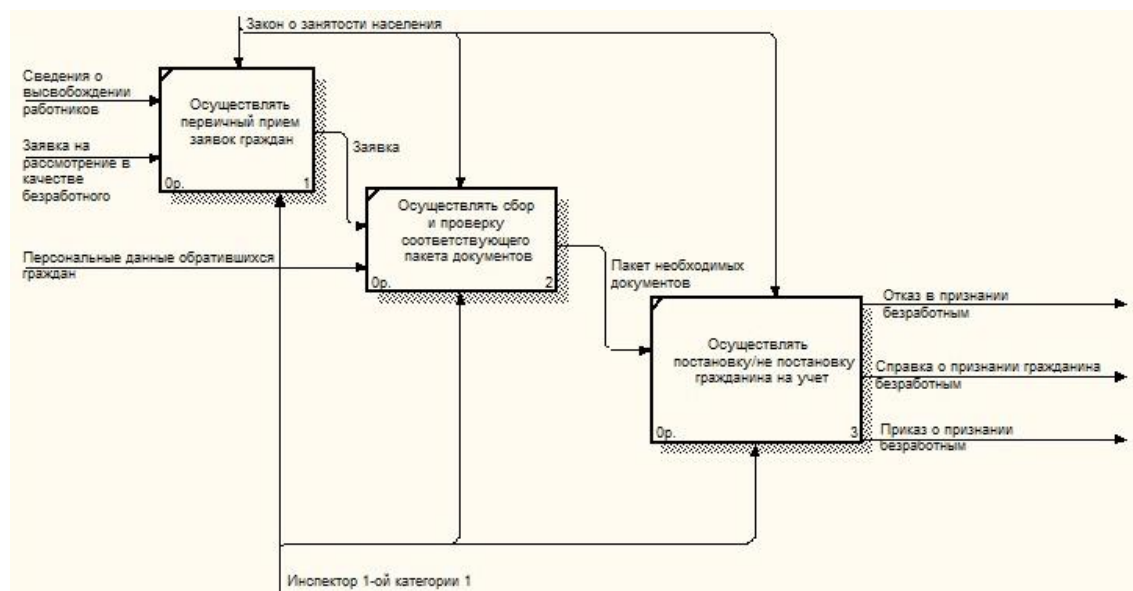 Закон о занятости населения
Сведения о
высвобождении
работников
Осуществлять
первичный прием
заявок граждан
Заявка на
рассмотрение в
качестве
безработного
0р.
1
Заявка
Осуществлять сбор
и проверку
соответствующего
пакета документов
0р.
2
Персональные данные обратившихся
граждан
Пакет необходимых
документов
Осуществлять
постановку/не постановку
гражданина на учет
0р.
3
Отказ в признании
безработным
Справка о признании гражданина
безработным
Приказ о признании
безработным
Инспектор 1-ой категории 1